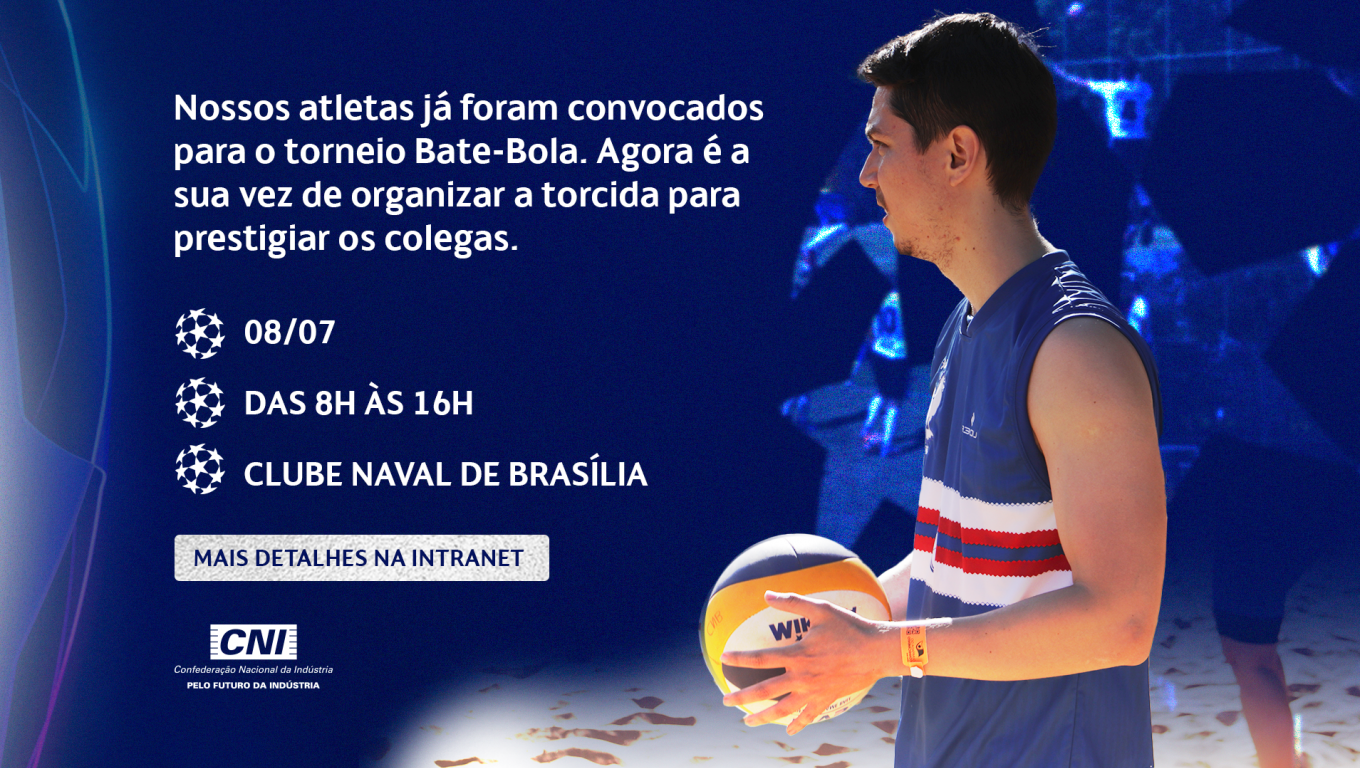 Nossos atletas já foram convocados
para o torneio Bate-Bola. Agora é a
sua vez de organizar a torcida para
prestigiar os colegas.
08/07
DAS 8H ÀS 16H
CLUBE NAVAL DE BRASÍLIA
MAIS DETALHES NA INTRANET
CNI
Confederação Nacional da Indústria
PELO FUTURO DA INDÚSTRIA